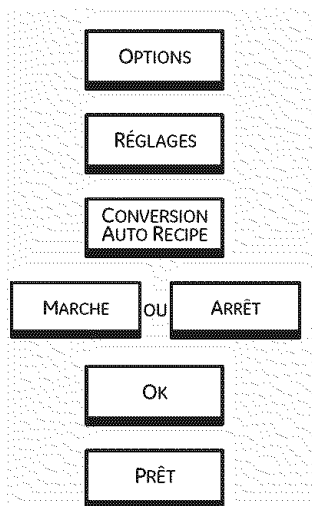 OPTIONS
RÉGLAGES
CONVERSION
AUTO RECIPE
MARCHE OU ARRÊT
OK
PRÊT